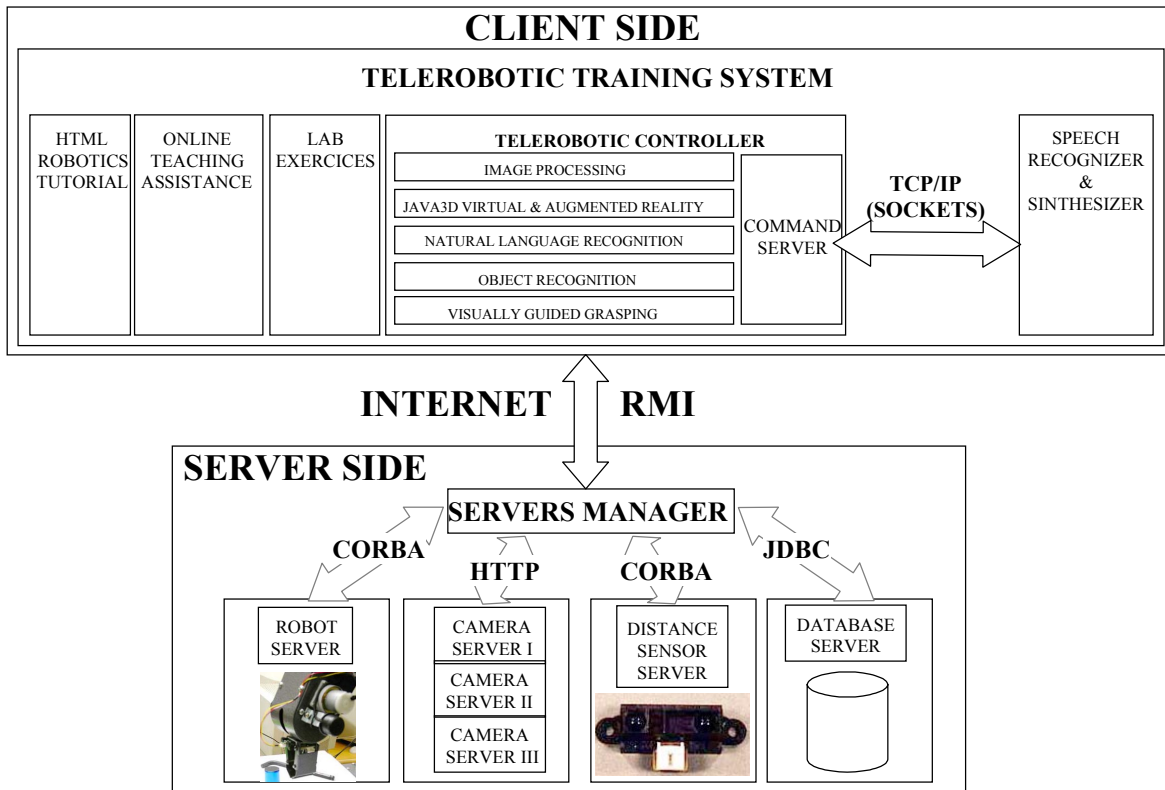 CLIENT SIDE
TELEROBOTIC TRAINING SYSTEM
HTML
ROBOTICS
TUTORIAL
ONLINE
TEACHING
ASSISTANCE
LAB
EXERCICES
TELEROBOTIC CONTROLLER
IMAGE PROCESSING
JAVA3D VIRTUAL & AUGMENTED REALITY
NATURAL LANGUAGE RECOGNITION
OBJECT RECOGNITION
VISUALLY GUIDED GRASPING
COMMAND
SERVER
TCP/IP
(SOCKETS)
SPEECH
RECOGNIZER
&
SINTHESIZER
INTERNET RMI
SERVER SIDE
SERVERS MANAGER
CORBA
HTTP
CORBA
JDBC
ROBOT
SERVER
CAMERA
SERVER I
CAMERA
SERVER II
CAMERA
SERVER III
DISTANCE
SENSOR
SERVER
DATABASE
SERVER